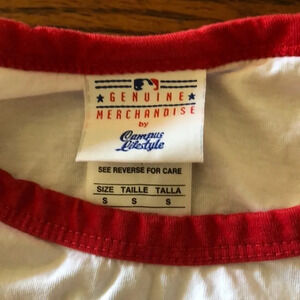 GENUINE
MERCHANDISE
by
Campus
Lifestyle
SEE REVERSE FOR CARE
SIZE TAILLE TALLA
S S S